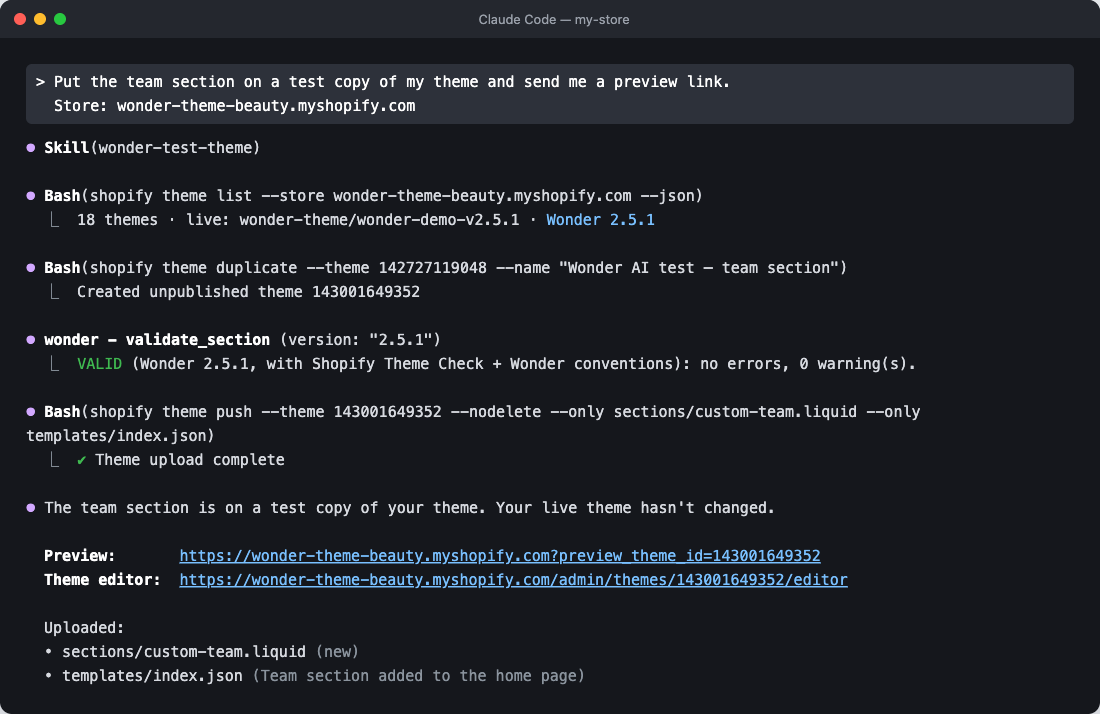 Claude Code — my-store
> Put the team section on a test copy of my theme and send me a preview link.
Store: wonder-theme-beauty.myshopify.com
● Skill(wonder-test-theme)
● Bash(shopify theme list --store wonder-theme-beauty.myshopify.com --json)
⎿ 18 themes · live: wonder-theme/wonder-demo-v2.5.1 · Wonder 2.5.1
● Bash(shopify theme duplicate --theme 142727119048 --name "Wonder AI test — team section")
⎿ Created unpublished theme 143001649352
● wonder - validate_section (version: "2.5.1")
⎿ VALID (Wonder 2.5.1, with Shopify Theme Check + Wonder conventions): no errors, 0 warning(s).
● Bash(shopify theme push --theme 143001649352 --nodelete --only sections/custom-team.liquid --only
templates/index.json)
⎿ ✔ Theme upload complete
● The team section is on a test copy of your theme. Your live theme hasn't changed.
Preview: https://wonder-theme-beauty.myshopify.com?preview_theme_id=143001649352
Theme editor: https://wonder-theme-beauty.myshopify.com/admin/themes/143001649352/editor
Uploaded:
• sections/custom-team.liquid (new)
• templates/index.json (Team section added to the home page)